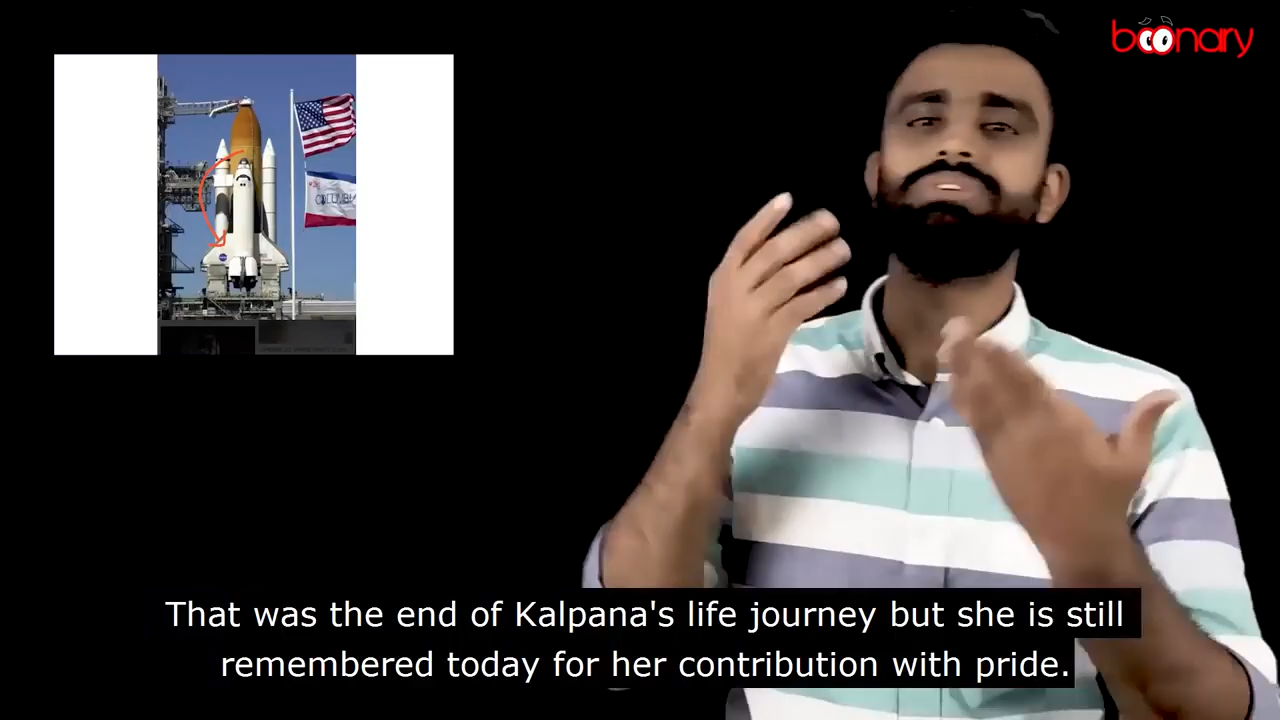 boonary
COLUMBIA
That was the end of Kalpana's life journey but she is still
remembered today for her contribution with pride.